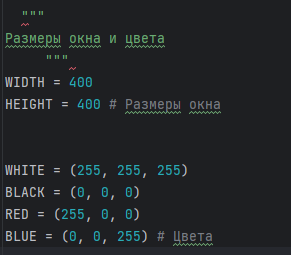 """
Размеры окна и цвета
"""
WIDTH = 400
HEIGHT = 400 # Размеры окна
WHITE = (255, 255, 255)
BLACK = (0, 0, 0)
RED = (255, 0, 0)
BLUE = (0, 0, 255) # Цвета